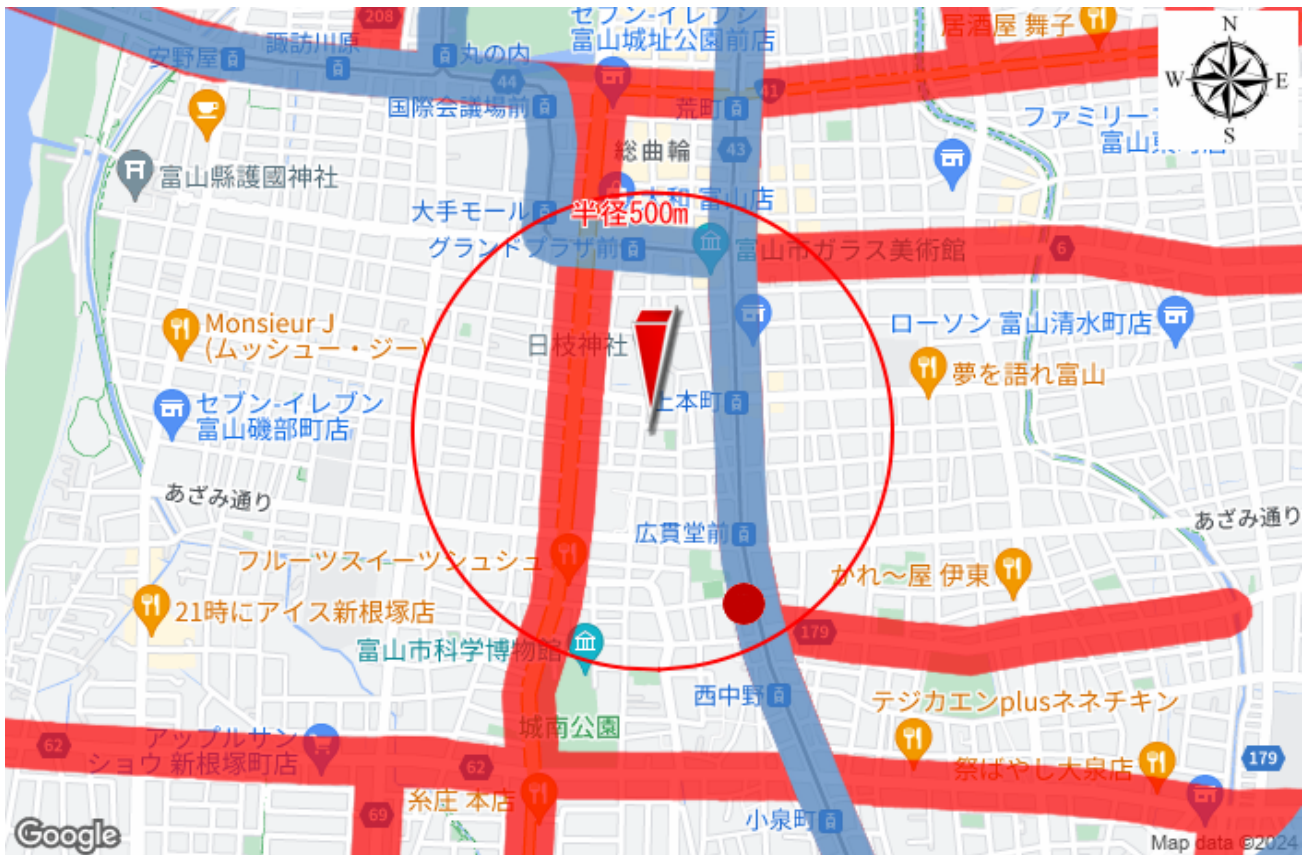 208
セブン-イレブン
富山城址公園前店
居酒屋 舞子
N
W
E
S
安野屋
諏訪川原
丸の内
44
国際会議場前
荒町
41
43
総曲輪
富山縣護國神社
大和 富山店
大手モール
半径500m
グランドプラザ前
富山市ガラス美術館
6
Monsieur J
(ムッシュー・ジー)
日枝神社
ローソン 富山清水町店
夢を語れ富山
上本町
セブン-イレブン
富山磯部町店
あざみ通り
あざみ通り
広貫堂前
フルーツスイーツシュシュ
かれ〜屋 伊東
21時にアイス新根塚店
179
富山市科学博物館
西中野
テジカエンplusネネチキン
城南公園
62
アップルサン
ショウ 新根塚町店
62
179
祭ばやし大泉店
糸庄 本店
69
小泉町
Google
Map data ©2024